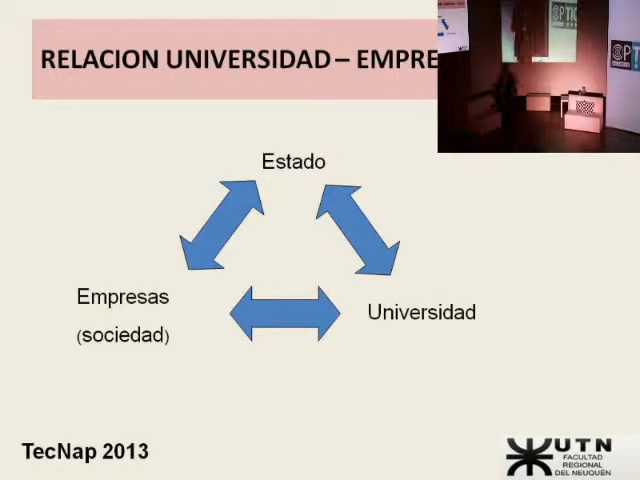 RELACION UNIVERSIDAD – EMPRE
Estado
Empresas
(sociedad)
Universidad
TecNap 2013
UTN
FACULTAD
REGIONAL
DEL NEUQUÉN